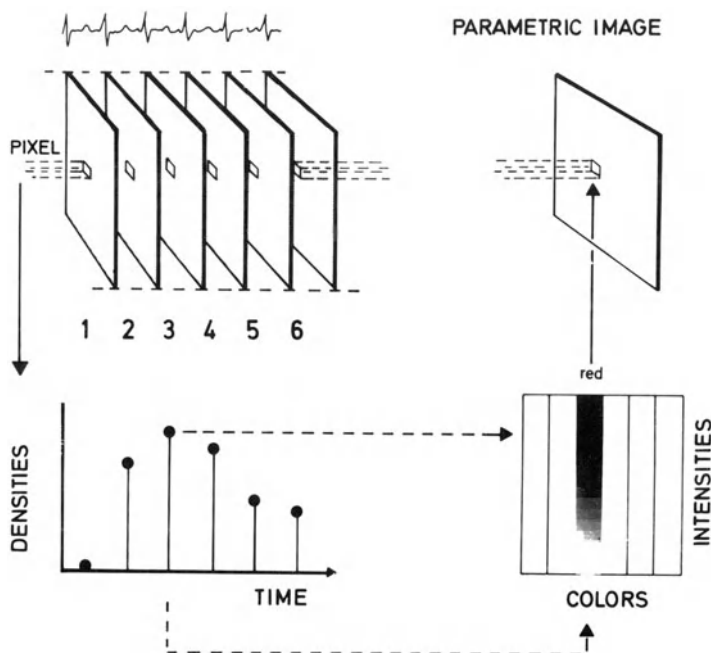 PARAMETRIC IMAGE
PIXEL
1 2 3 4 5 6
red
DENSITIES
INTENSITIES
TIME
COLORS